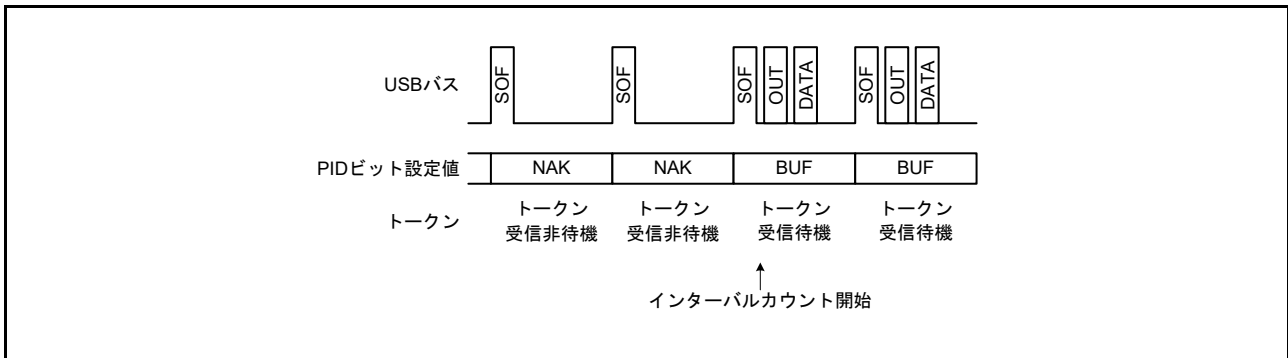 USBバス
SOF
SOF
SOF
OUT
DATA
SOF
OUT
DATA
PIDビット設定値
NAK
NAK
BUF
BUF
トークン
トークン
受信非待機
トークン
受信非待機
トークン
受信待機
トークン
受信待機
インターバルカウント開始